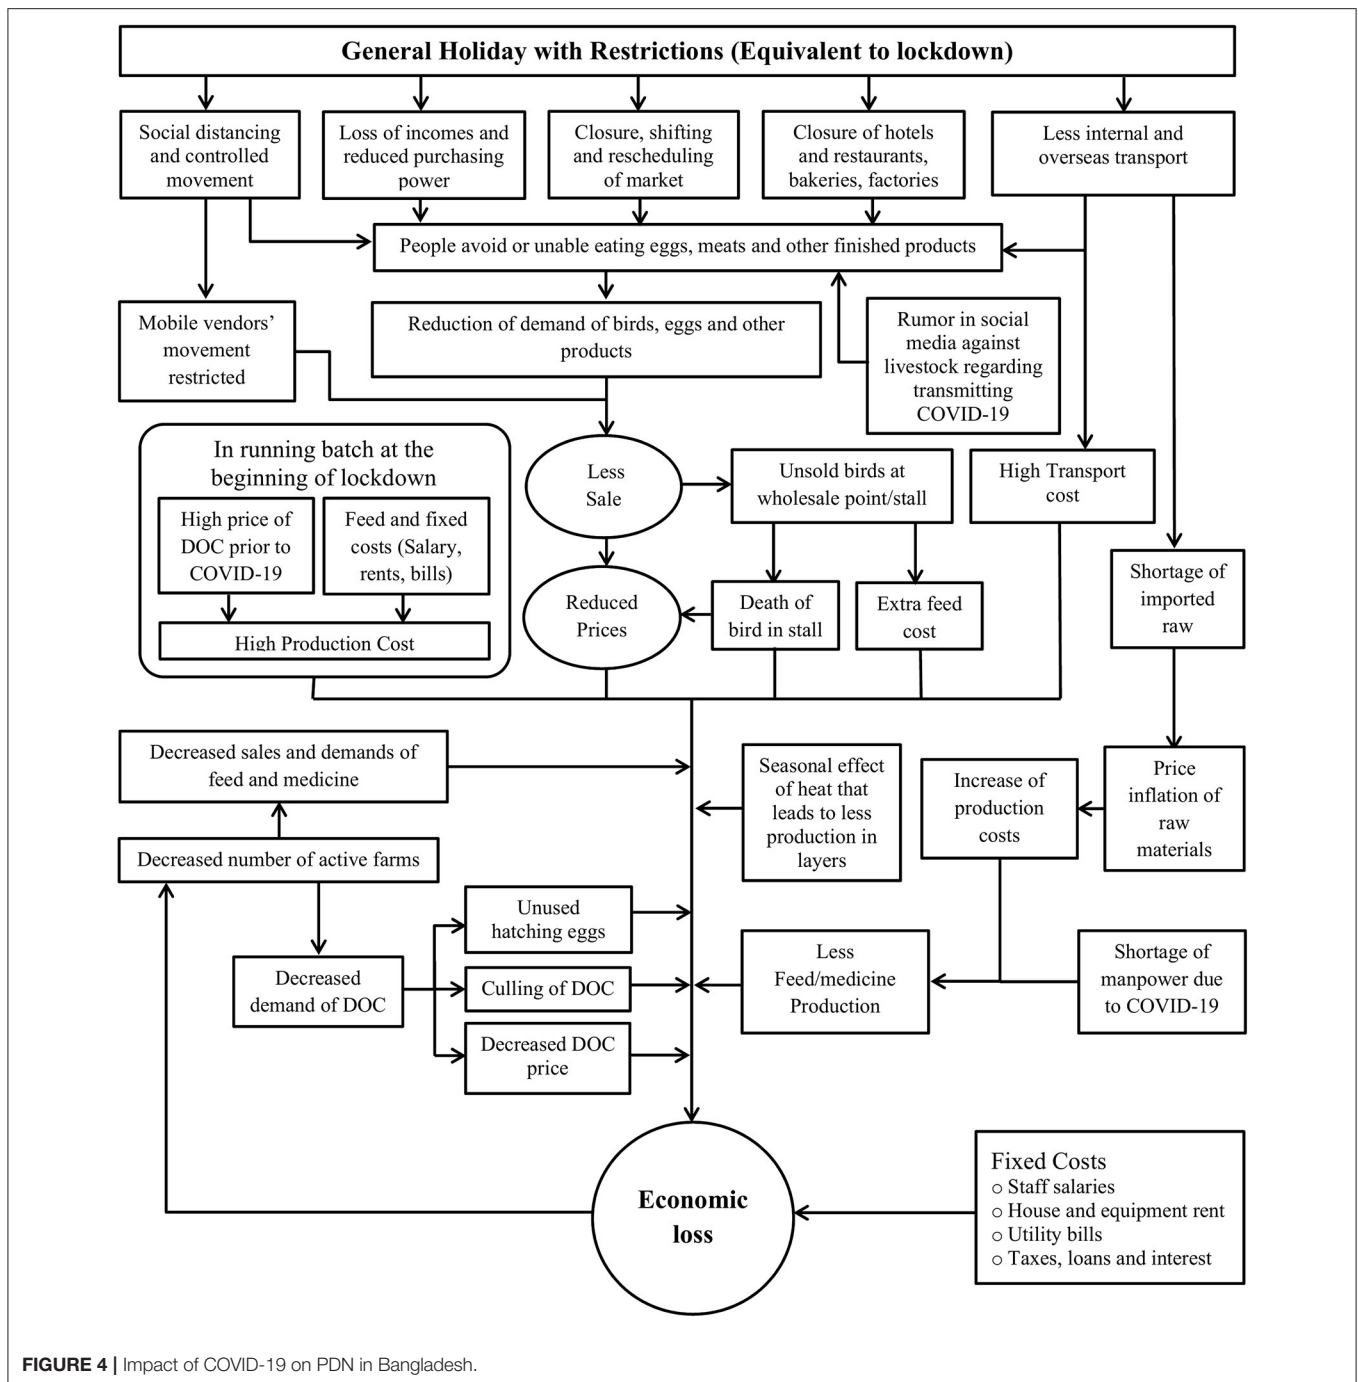 General Holiday with Restrictions (Equivalent to lockdown)
Social distancing
and controlled
movement
Loss of incomes and
reduced purchasing
power
Closure, shifting
and rescheduling
of market
Closure of hotels
and restaurants,
bakeries, factories
Less internal and
overseas transport
People avoid or unable eating eggs, meats and other finished products
Mobile vendors’
movement
restricted
Reduction of demand of birds, eggs and other
products
Rumor in social
media against
livestock regarding
transmitting
COVID-19
In running batch at the
beginning of lockdown
High price of
DOC prior to
COVID-19
Feed and fixed
costs (Salary,
rents, bills)
High Production Cost
Less
Sale
Unsold birds at
wholesale point/stall
High Transport
cost
Reduced
Prices
Death of
bird in stall
Extra feed
cost
Shortage of
imported
raw
Decreased sales and demands of
feed and medicine
Seasonal effect
of heat that
leads to less
production in
layers
Increase of
production
costs
Price
inflation of
raw
materials
Decreased number of active farms
Unused
hatching eggs
Decreased
demand of DOC
Culling of DOC
Decreased DOC
price
Less
Feed/medicine
Production
Shortage of
manpower due
to COVID-19
Economic
loss
Fixed Costs
○ Staff salaries
○ House and equipment rent
○ Utility bills
○ Taxes, loans and interest
FIGURE 4 | Impact of COVID-19 on PDN in Bangladesh.